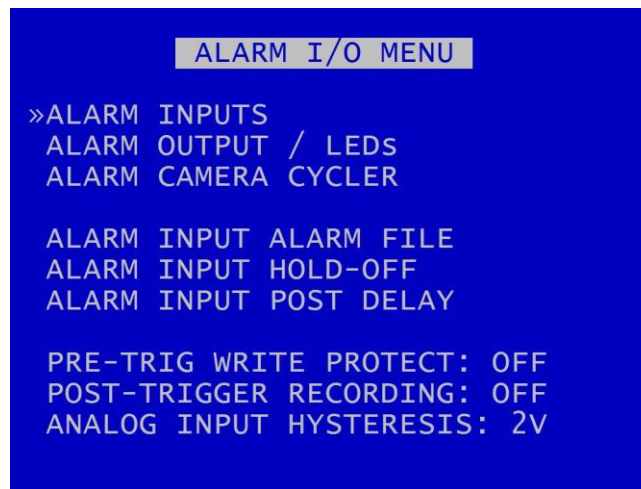 ALARM I/O MENU
»ALARM INPUTS
ALARM OUTPUT / LEDs
ALARM CAMERA CYCLER
ALARM INPUT ALARM FILE
ALARM INPUT HOLD-OFF
ALARM INPUT POST DELAY
PRE-TRIG WRITE PROTECT: OFF
POST-TRIGGER RECORDING: OFF
ANALOG INPUT HYSTERESIS: 2V